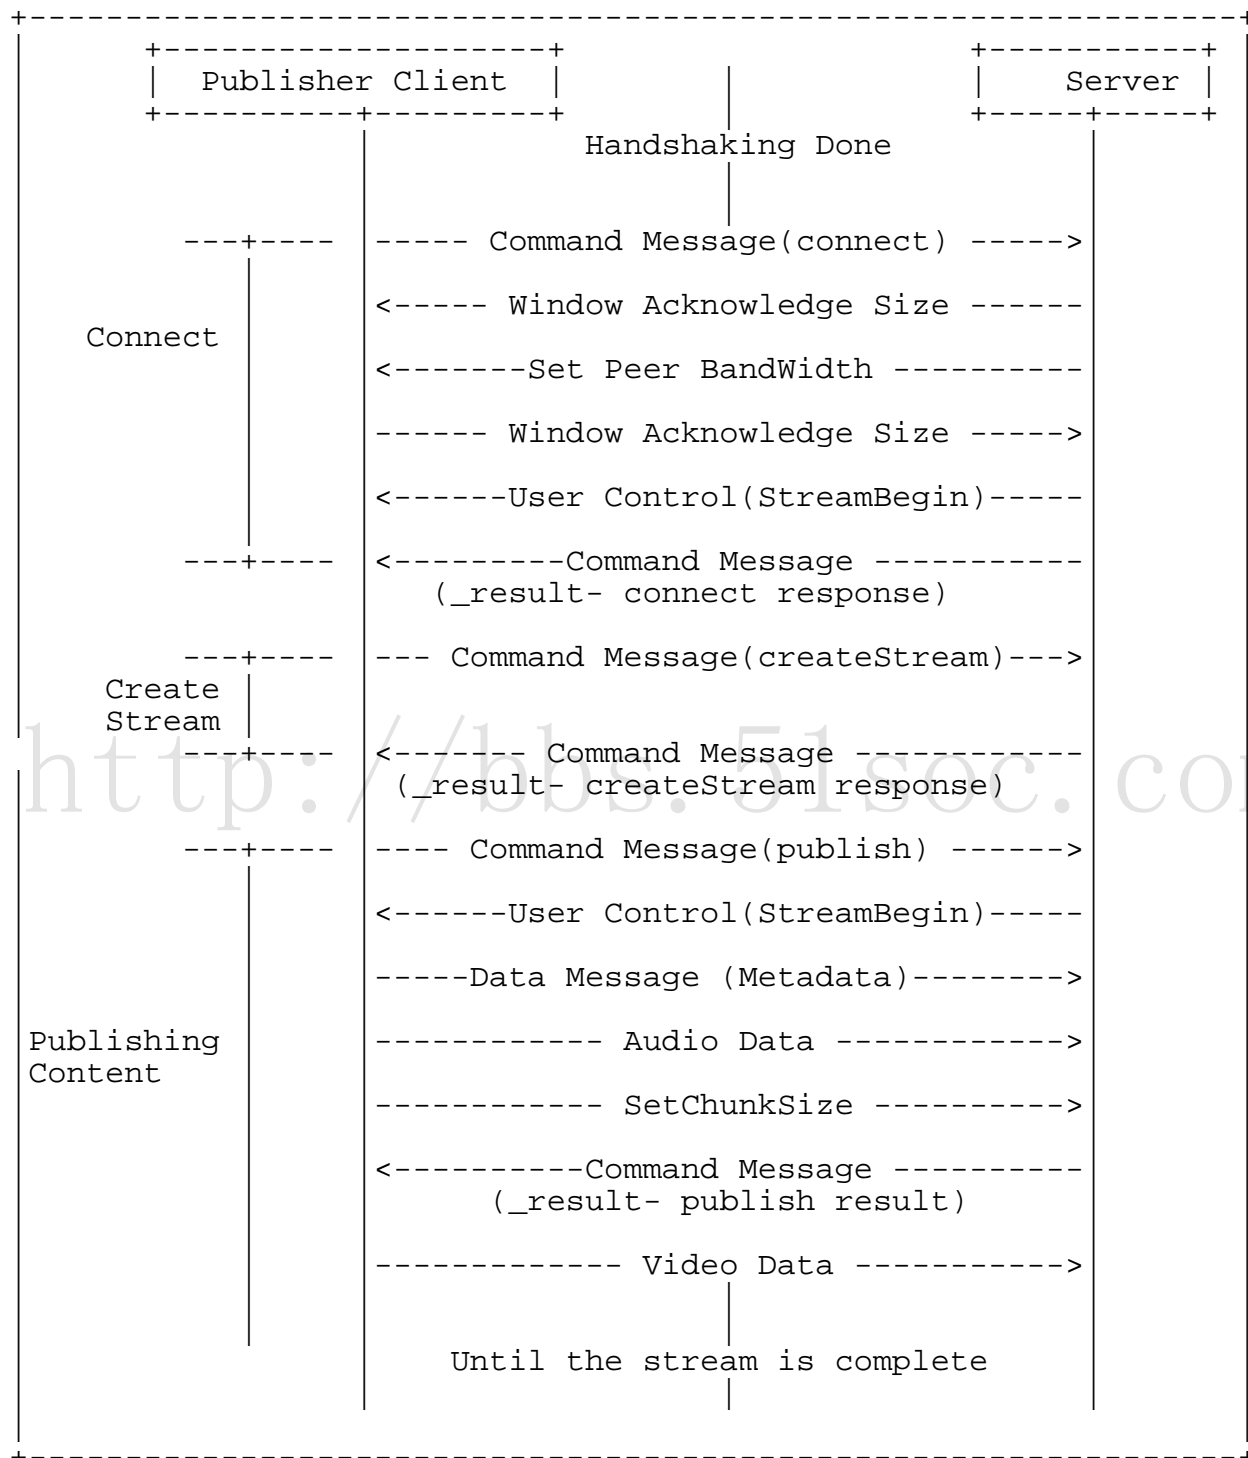 Publisher Client
Server
Handshaking Done
----- Command Message(connect) ----->
<----- Window Acknowledge Size ------
Connect
<-------Set Peer BandWidth ----------
------ Window Acknowledge Size ----->
<------User Control(StreamBegin)-----
<---------Command Message -----------
(_result- connect response)
--- Command Message(createStream)--->
Create
Stream
<------- Command Message ------------
(_result- createStream response)
http://bbs.51soc.co
---- Command Message(publish) ------>
<------User Control(StreamBegin)-----
-----Data Message (Metadata)-------->
Publishing
Content
------------ Audio Data ------------>
------------ SetChunkSize ---------->
<----------Command Message ----------
(_result- publish result)
------------- Video Data ----------->
Until the stream is complete